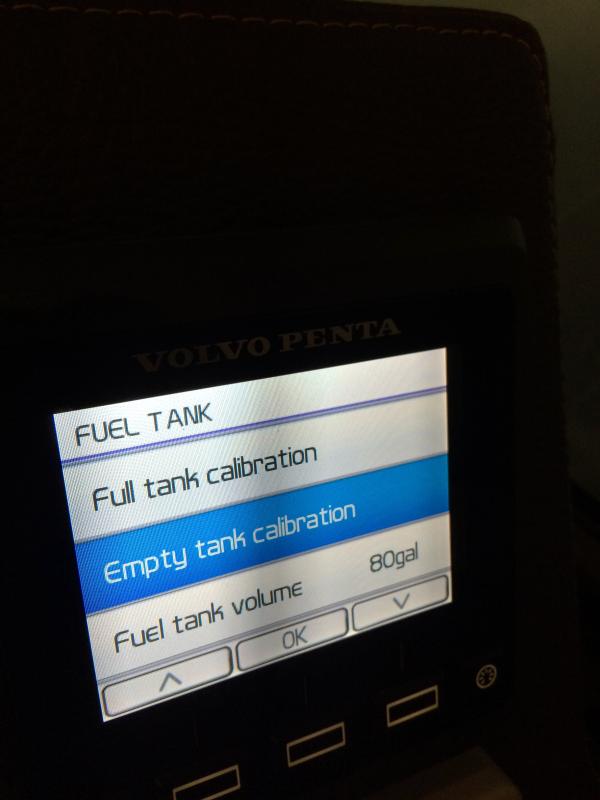 VOLVO PENTA
FUEL TANK
Full tank calibration
Empty tank calibration
Fuel tank volume 80gal
OK